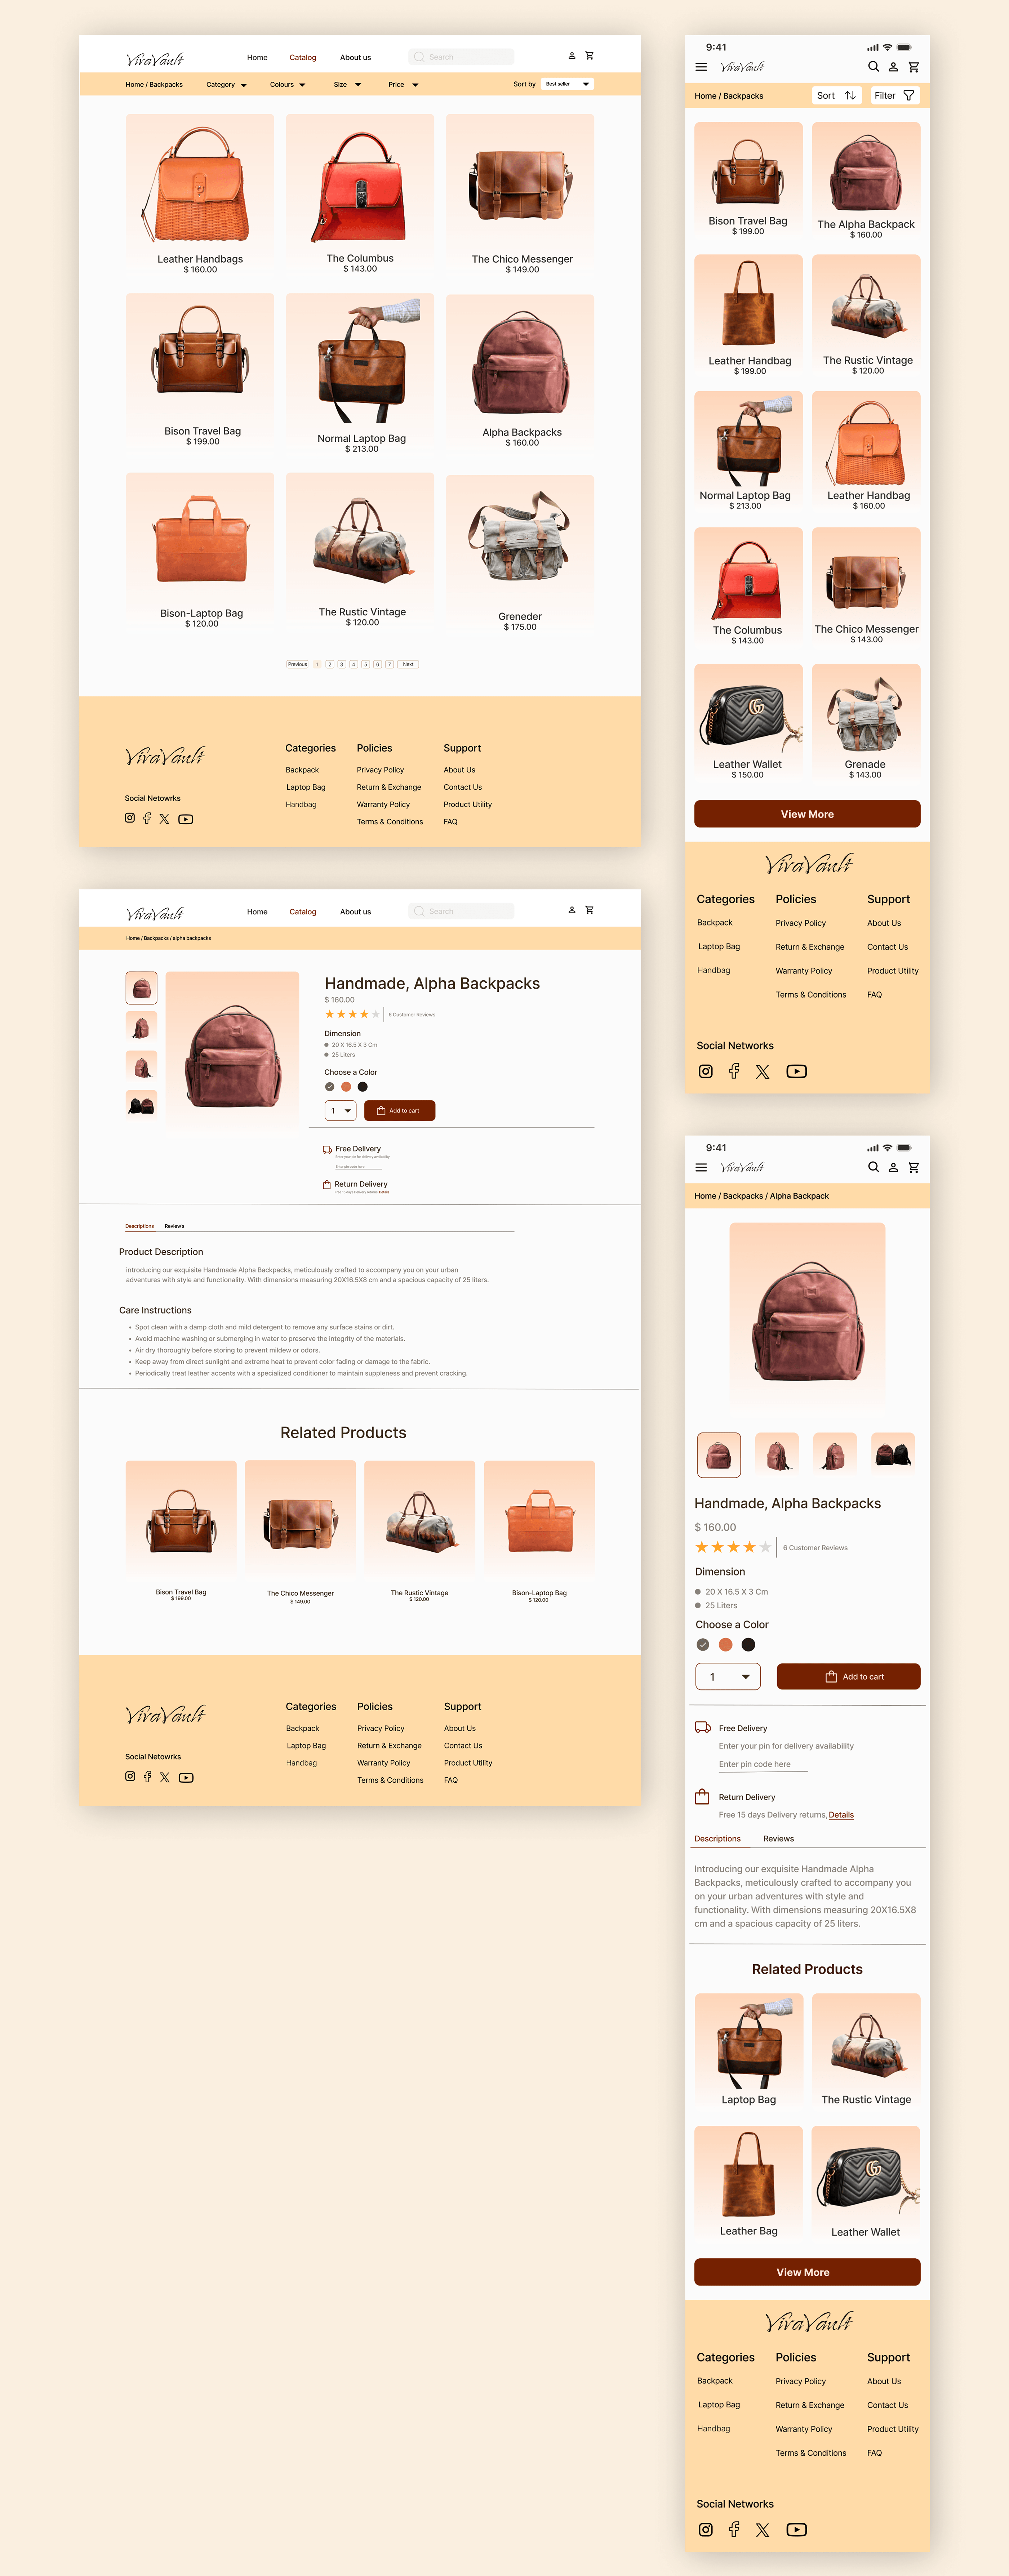 VivaVault
Home Catalog About us
Search
Home / Backpacks Category Colours Size Price Sort by Best seller
Leather Handbags
$ 160.00
The Columbus
$ 143.00
The Chico Messenger
$ 149.00
Bison Travel Bag
$ 199.00
Normal Laptop Bag
$ 213.00
Alpha Backpacks
$ 160.00
Bison-Laptop Bag
$ 120.00
The Rustic Vintage
$ 120.00
Greneder
$ 175.00
Previous 1 2 3 4 5 6 7 Next
VivaVault
Social Netowrks
Categories
Backpack
Laptop Bag
Handbag
Policies
Privacy Policy
Return & Exchange
Warranty Policy
Terms & Conditions
Support
About Us
Contact Us
Product Utility
FAQ
VivaVault
Home Catalog About us
Search
Home / Backpacks / alpha backpacks
Handmade, Alpha Backpacks
$ 160.00
6 Customer Reviews
Dimension
20 X 16.5 X 3 Cm
25 Liters
Choose a Color
1
Add to cart
Free Delivery
Enter your pin for delivery availability
Enter pin code here
Return Delivery
Free 15 days Delivery returns, Details
Descriptions Review's
Product Description
introducing our exquisite Handmade Alpha Backpacks, meticulously crafted to accompany you on your urban
adventures with style and functionality. With dimensions measuring 20X16.5X8 cm and a spacious capacity of 25 liters.
Care Instructions
• Spot clean with a damp cloth and mild detergent to remove any surface stains or dirt.
• Avoid machine washing or submerging in water to preserve the integrity of the materials.
• Air dry thoroughly before storing to prevent mildew or odors.
• Keep away from direct sunlight and extreme heat to prevent color fading or damage to the fabric.
• Periodically treat leather accents with a specialized conditioner to maintain suppleness and prevent cracking.
Related Products
Bison Travel Bag
$ 199.00
The Chico Messenger
$ 149.00
The Rustic Vintage
$ 120.00
Bison-Laptop Bag
$ 120.00
VivaVault
Social Netowrks
Categories
Backpack
Laptop Bag
Handbag
Policies
Privacy Policy
Return & Exchange
Warranty Policy
Terms & Conditions
Support
About Us
Contact Us
Product Utility
FAQ
9:41
VivaVault
Home / Backpacks Sort Filter
Bison Travel Bag
$ 199.00
The Alpha Backpack
$ 160.00
Leather Handbag
$ 199.00
The Rustic Vintage
$ 120.00
Normal Laptop Bag
$ 213.00
Leather Handbag
$ 160.00
The Columbus
$ 143.00
The Chico Messenger
$ 143.00
Leather Wallet
$ 150.00
Grenade
$ 143.00
View More
VivaVault
Categories
Backpack
Laptop Bag
Handbag
Policies
Privacy Policy
Return & Exchange
Warranty Policy
Terms & Conditions
Support
About Us
Contact Us
Product Utility
FAQ
Social Networks
9:41
VivaVault
Home / Backpacks / Alpha Backpack
Handmade, Alpha Backpacks
$ 160.00
6 Customer Reviews
Dimension
20 X 16.5 X 3 Cm
25 Liters
Choose a Color
1
Add to cart
Free Delivery
Enter your pin for delivery availability
Enter pin code here
Return Delivery
Free 15 days Delivery returns, Details
Descriptions Reviews
Introducing our exquisite Handmade Alpha
Backpacks, meticulously crafted to accompany you
on your urban adventures with style and
functionality. With dimensions measuring 20X16.5X8
cm and a spacious capacity of 25 liters.
Related Products
Laptop Bag
The Rustic Vintage
Leather Bag
Leather Wallet
View More
VivaVault
Categories
Backpack
Laptop Bag
Handbag
Policies
Privacy Policy
Return & Exchange
Warranty Policy
Terms & Conditions
Support
About Us
Contact Us
Product Utility
FAQ
Social Networks